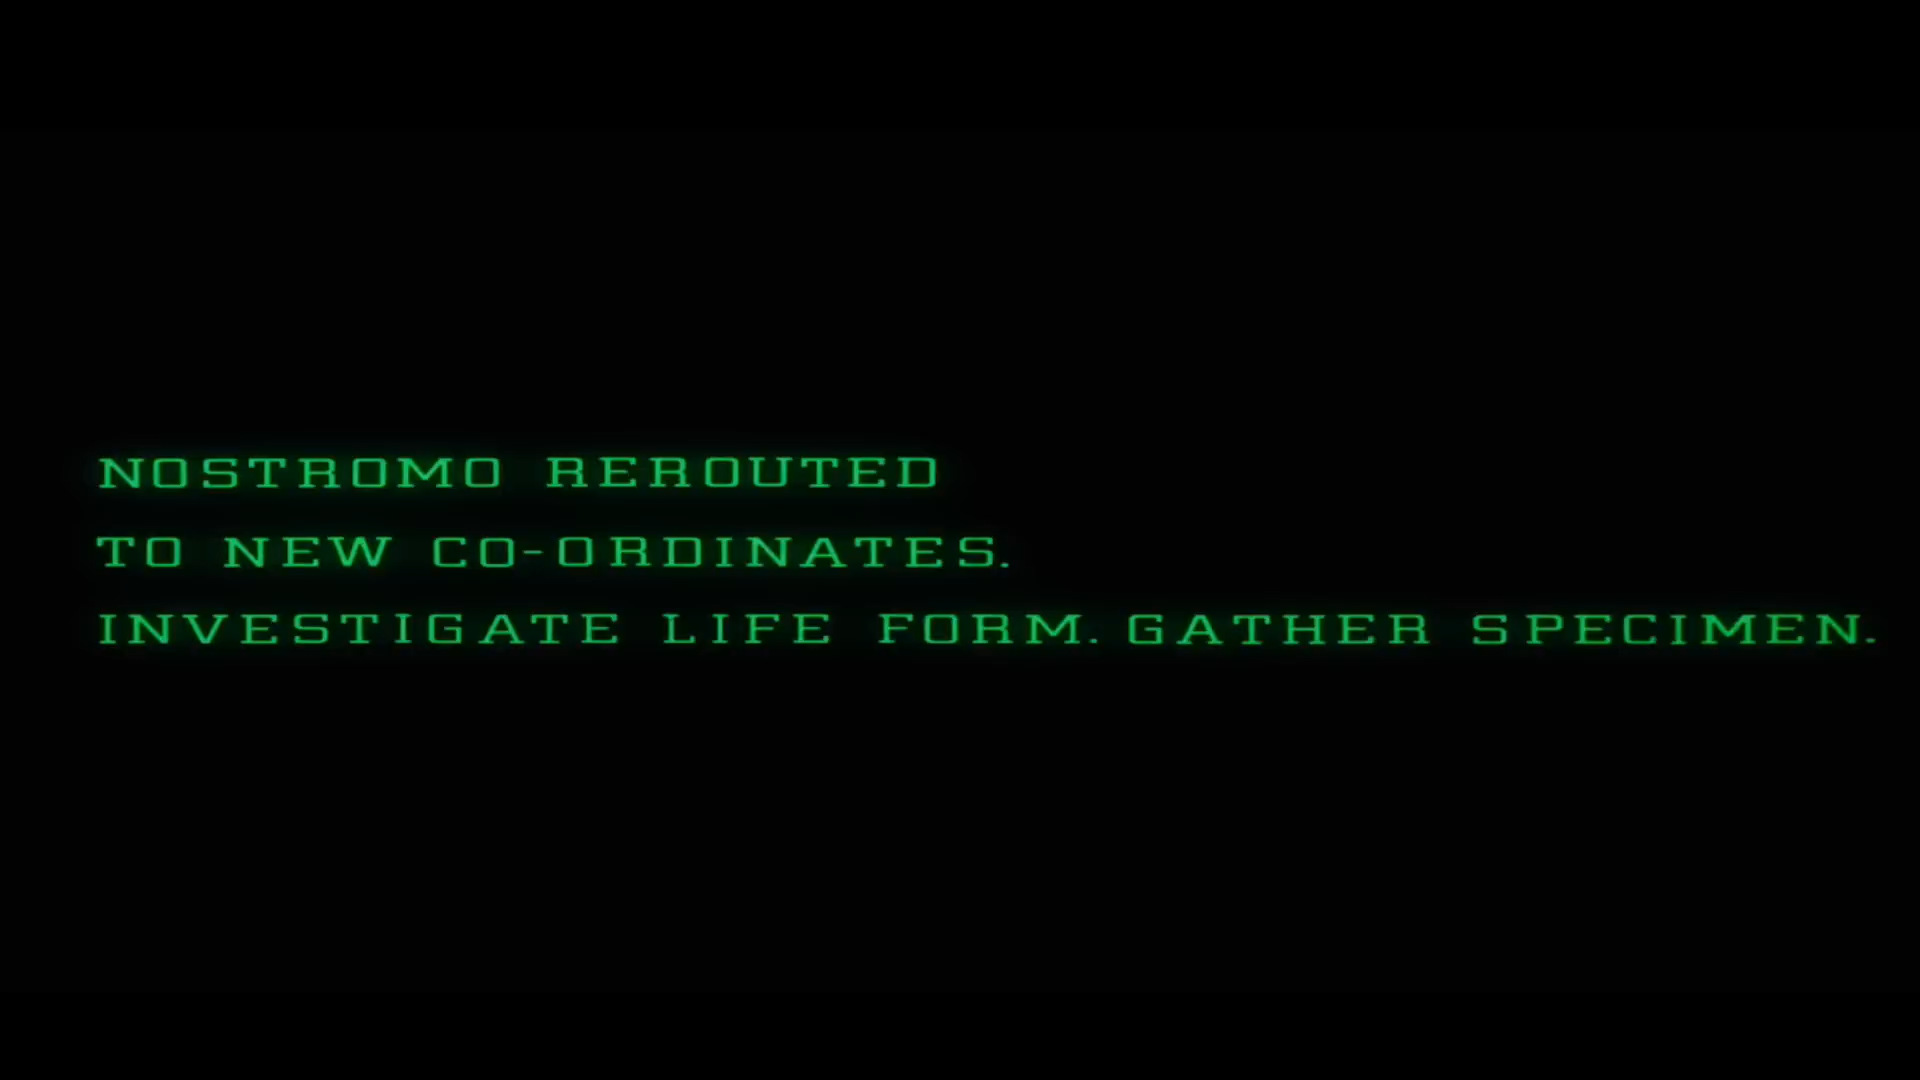 NOSTROMO REROUTED
TO NEW CO-ORDINATES.
INVESTIGATE LIFE FORM. GATHER SPECIMEN.